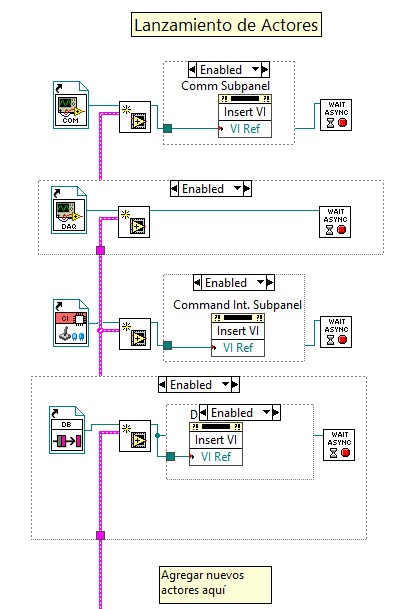 Lanzamiento de Actores
Enabled
Comm Subpanel
?! ?!
Insert VI
VI Ref
COM
WAIT
ASYNC
Enabled
DAQ
WAIT
ASYNC
Enabled
Command Int. Subpanel
?! ?!
Insert VI
VI Ref
CI
WAIT
ASYNC
Enabled
D
Enabled
?! ?!
Insert VI
VI Ref
DB
WAIT
ASYNC
Agregar nuevos
actores aquí